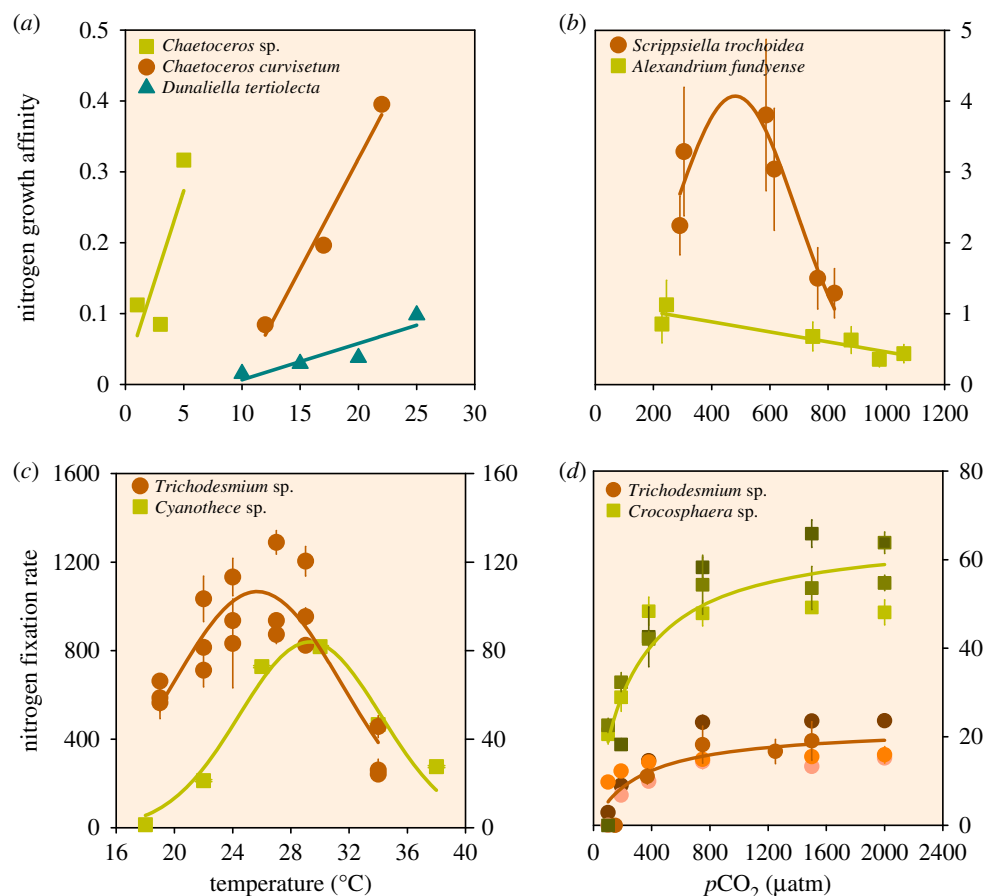 (a)
0.5
0.4
0.3
0.2
0.1
0
nitrogen growth affinity
Chaetoceros sp.
Chaetoceros curvisetum
Dunaliella tertiolecta
0 5 10 15 20 25 30
(b)
Scrippsiella trochoidea
Alexandrium fundyense
5
4
3
2
1
0
0 200 400 600 800 1000 1200
(c)
1600
1200
800
400
0
nitrogen fixation rate
Trichodesmium sp.
Cyanothece sp.
160
120
80
40
0
16 20 24 28 32 36 40
temperature (°C)
(d)
Trichodesmium sp.
Crocosphaera sp.
80
60
40
20
0
0 400 800 1200 1600 2000 2400
pCO₂ (µatm)